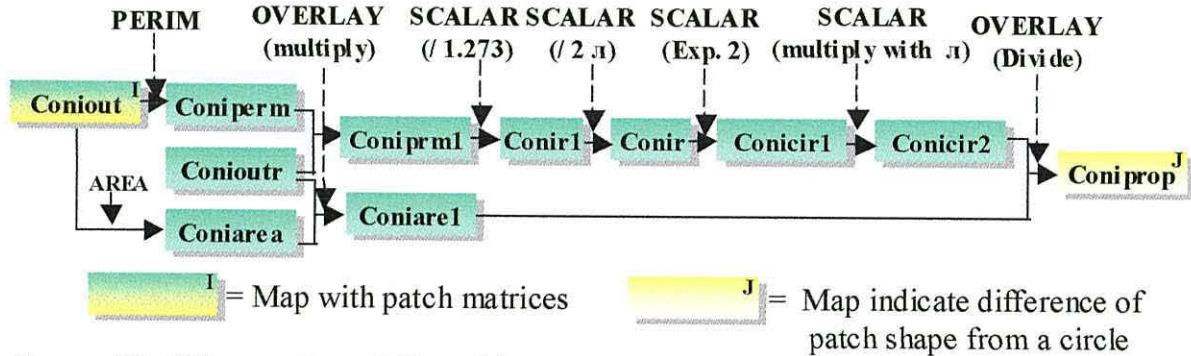 PERIM
OVERLAY
(multiply)
SCALAR
(/ 1.273)
SCALAR
(/ 2 л)
SCALAR
(Exp. 2)
SCALAR
(multiply with л)
OVERLAY
(Divide)
Coniout I
Coniperm
Conioutr
AREA
Coniarea
Coniprm1
Coniare1
Conir1
Conir
Conicir1
Conicir2
Coniprop J
I
= Map with patch matrices
J
= Map indicate difference of
patch shape from a circle